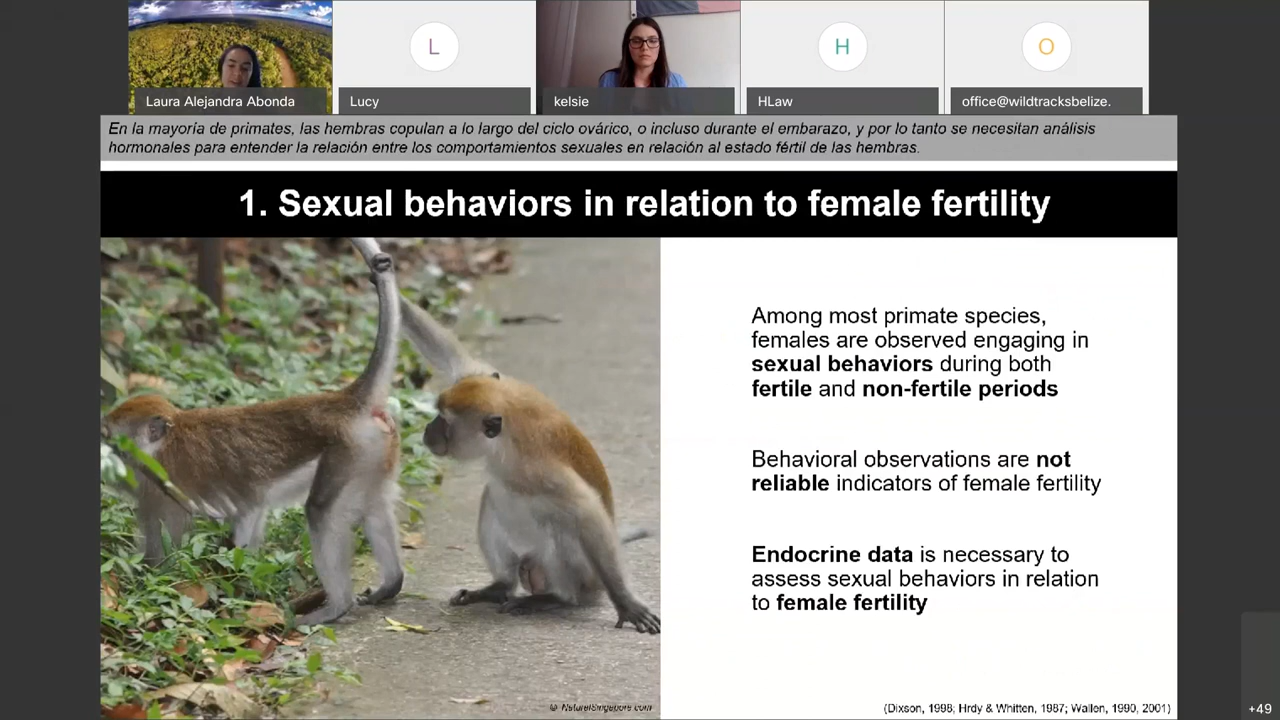 L
H
O
Laura Alejandra Abonda
Lucy
kelsie
HLaw
office@wildtracksbelize.
En la mayoría de primates, las hembras copulan a lo largo del ciclo ovárico, o incluso durante el embarazo, y por lo tanto se necesitan análisis
hormonales para entender la relación entre los comportamientos sexuales en relación al estado fértil de las hembras.
1. Sexual behaviors in relation to female fertility
Among most primate species,
females are observed engaging in
sexual behaviors during both
fertile and non-fertile periods
Behavioral observations are not
reliable indicators of female fertility
Endocrine data is necessary to
assess sexual behaviors in relation
to female fertility
© NatureISingapore.com
(Dixson, 1998; Hrdy & Whitten, 1987; Wallen, 1990, 2001)
+49